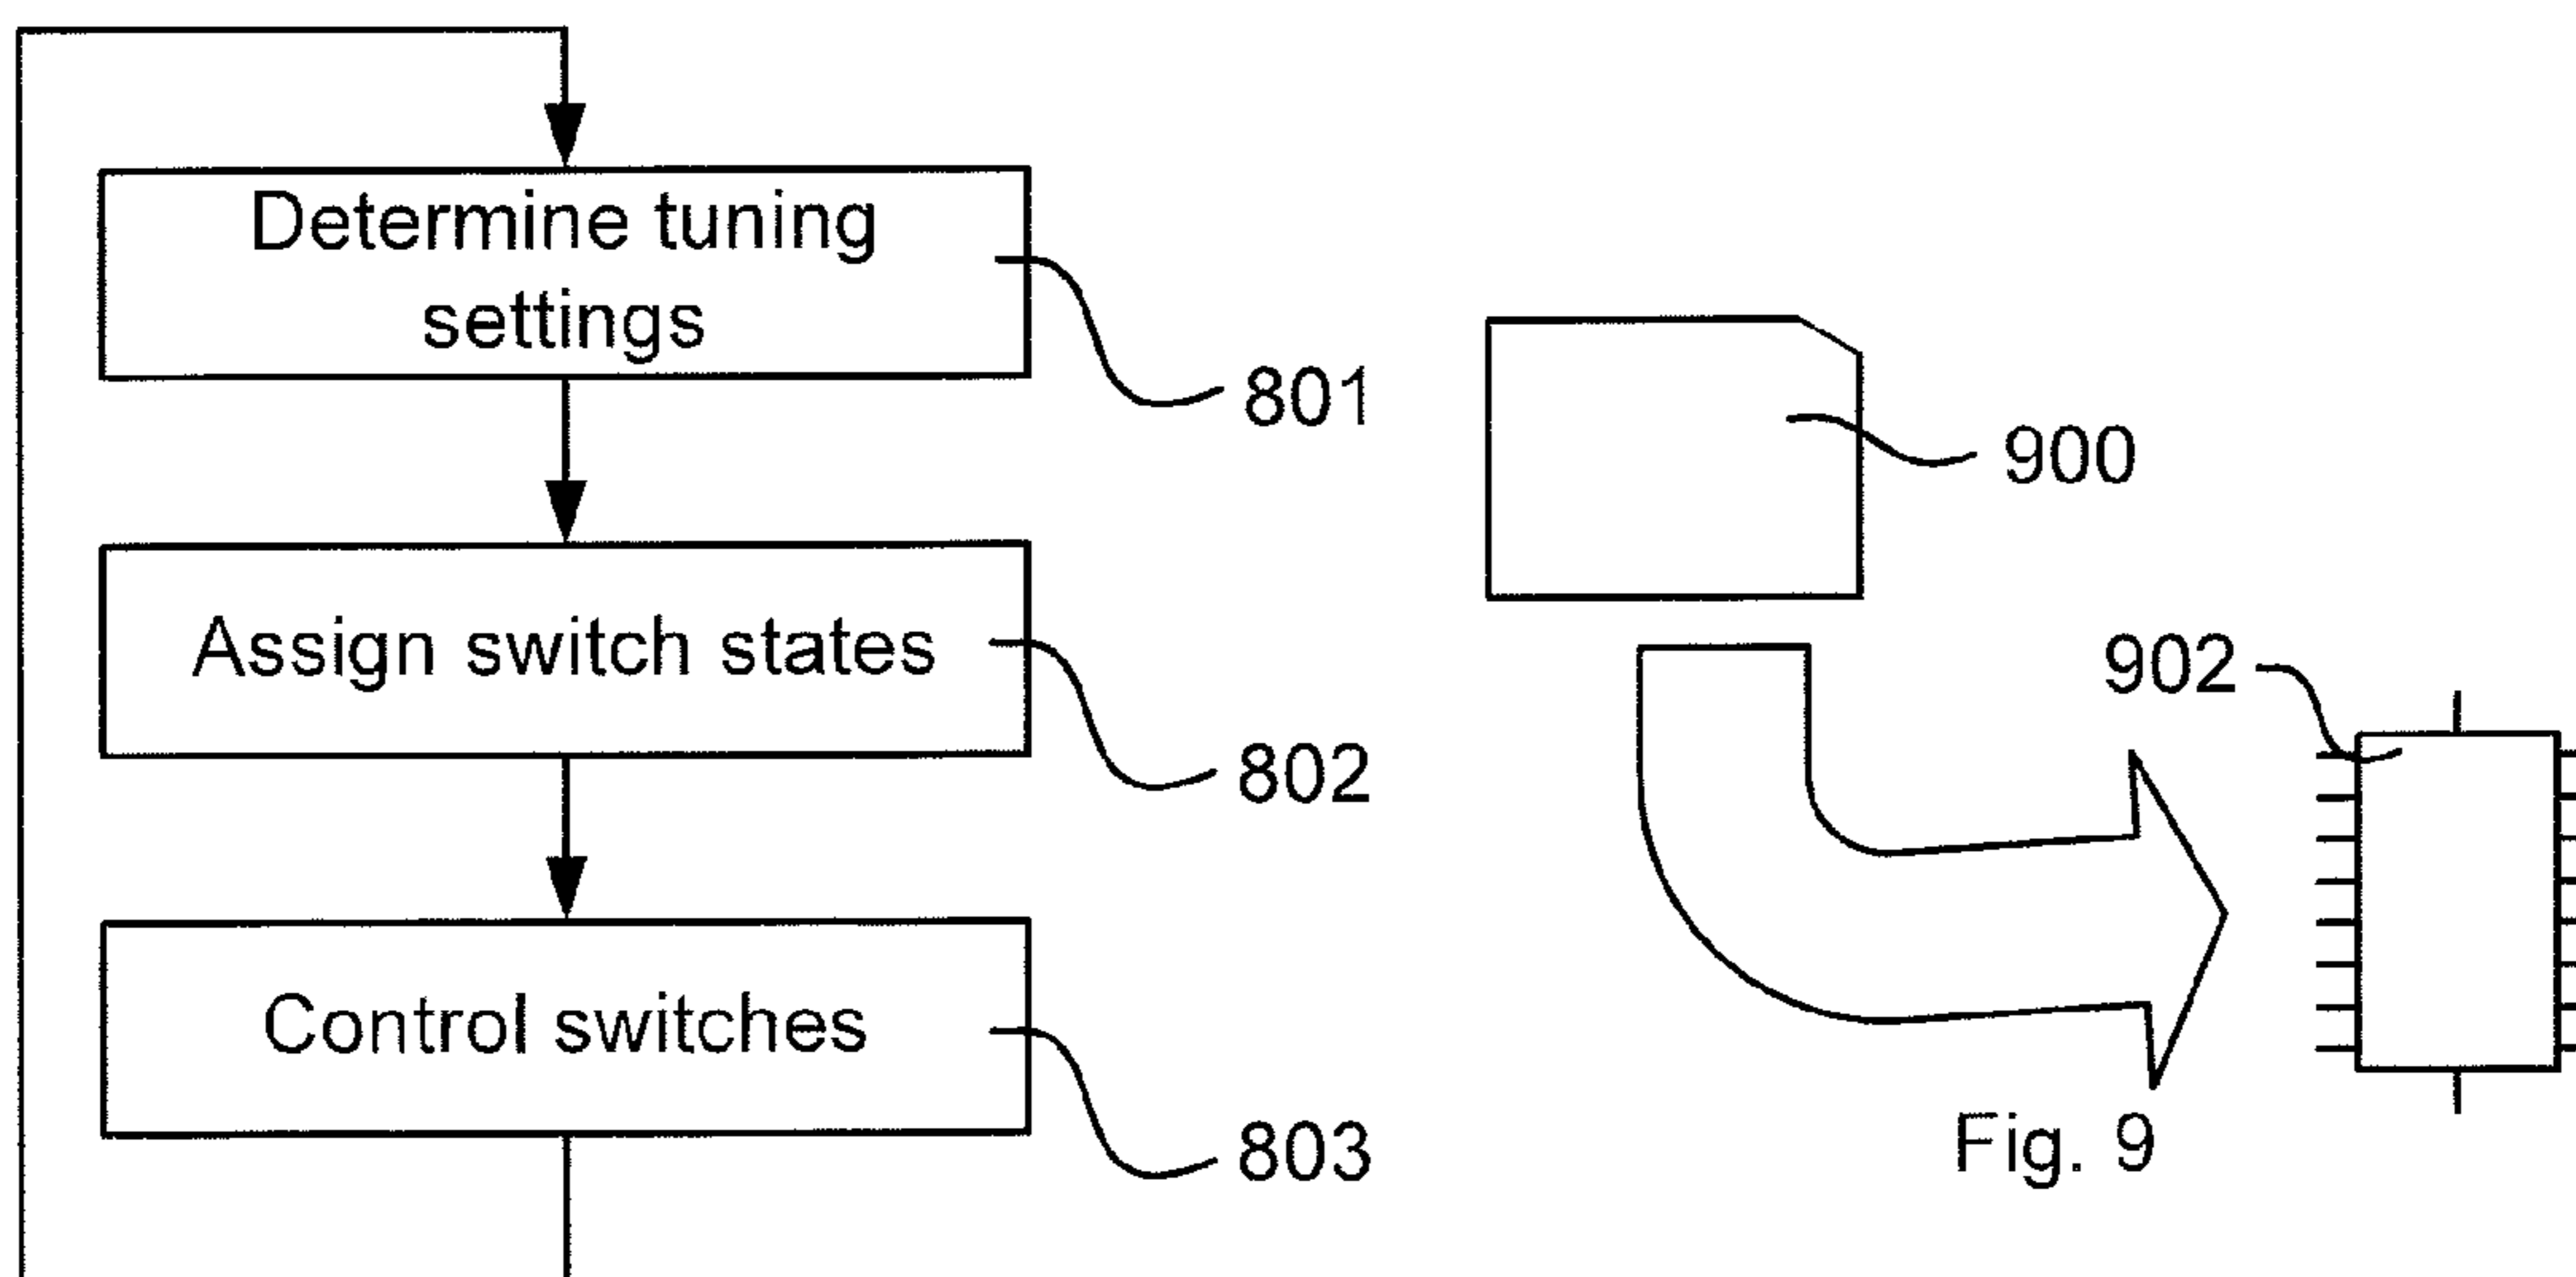 Determine tuning
settings
801
Assign switch states
802
Control switches
803
900
902
Fig. 9